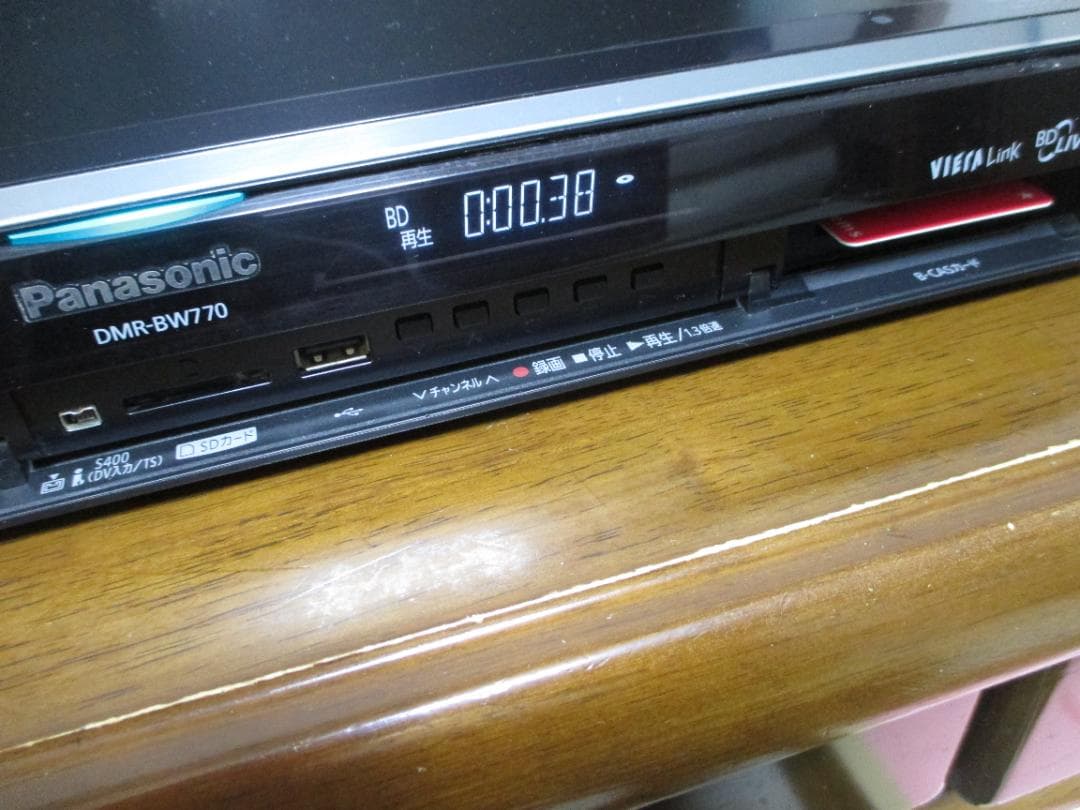 BD
再生
0:00.38
VIERA Link
BD LIV
Panasonic
DMR-BW770
B-CASカード
∨ チャンネル ∧ ● 録画 ■ 停止 ▶ 再生/1.3倍速
S400
(DV入力/TS)
SDカード